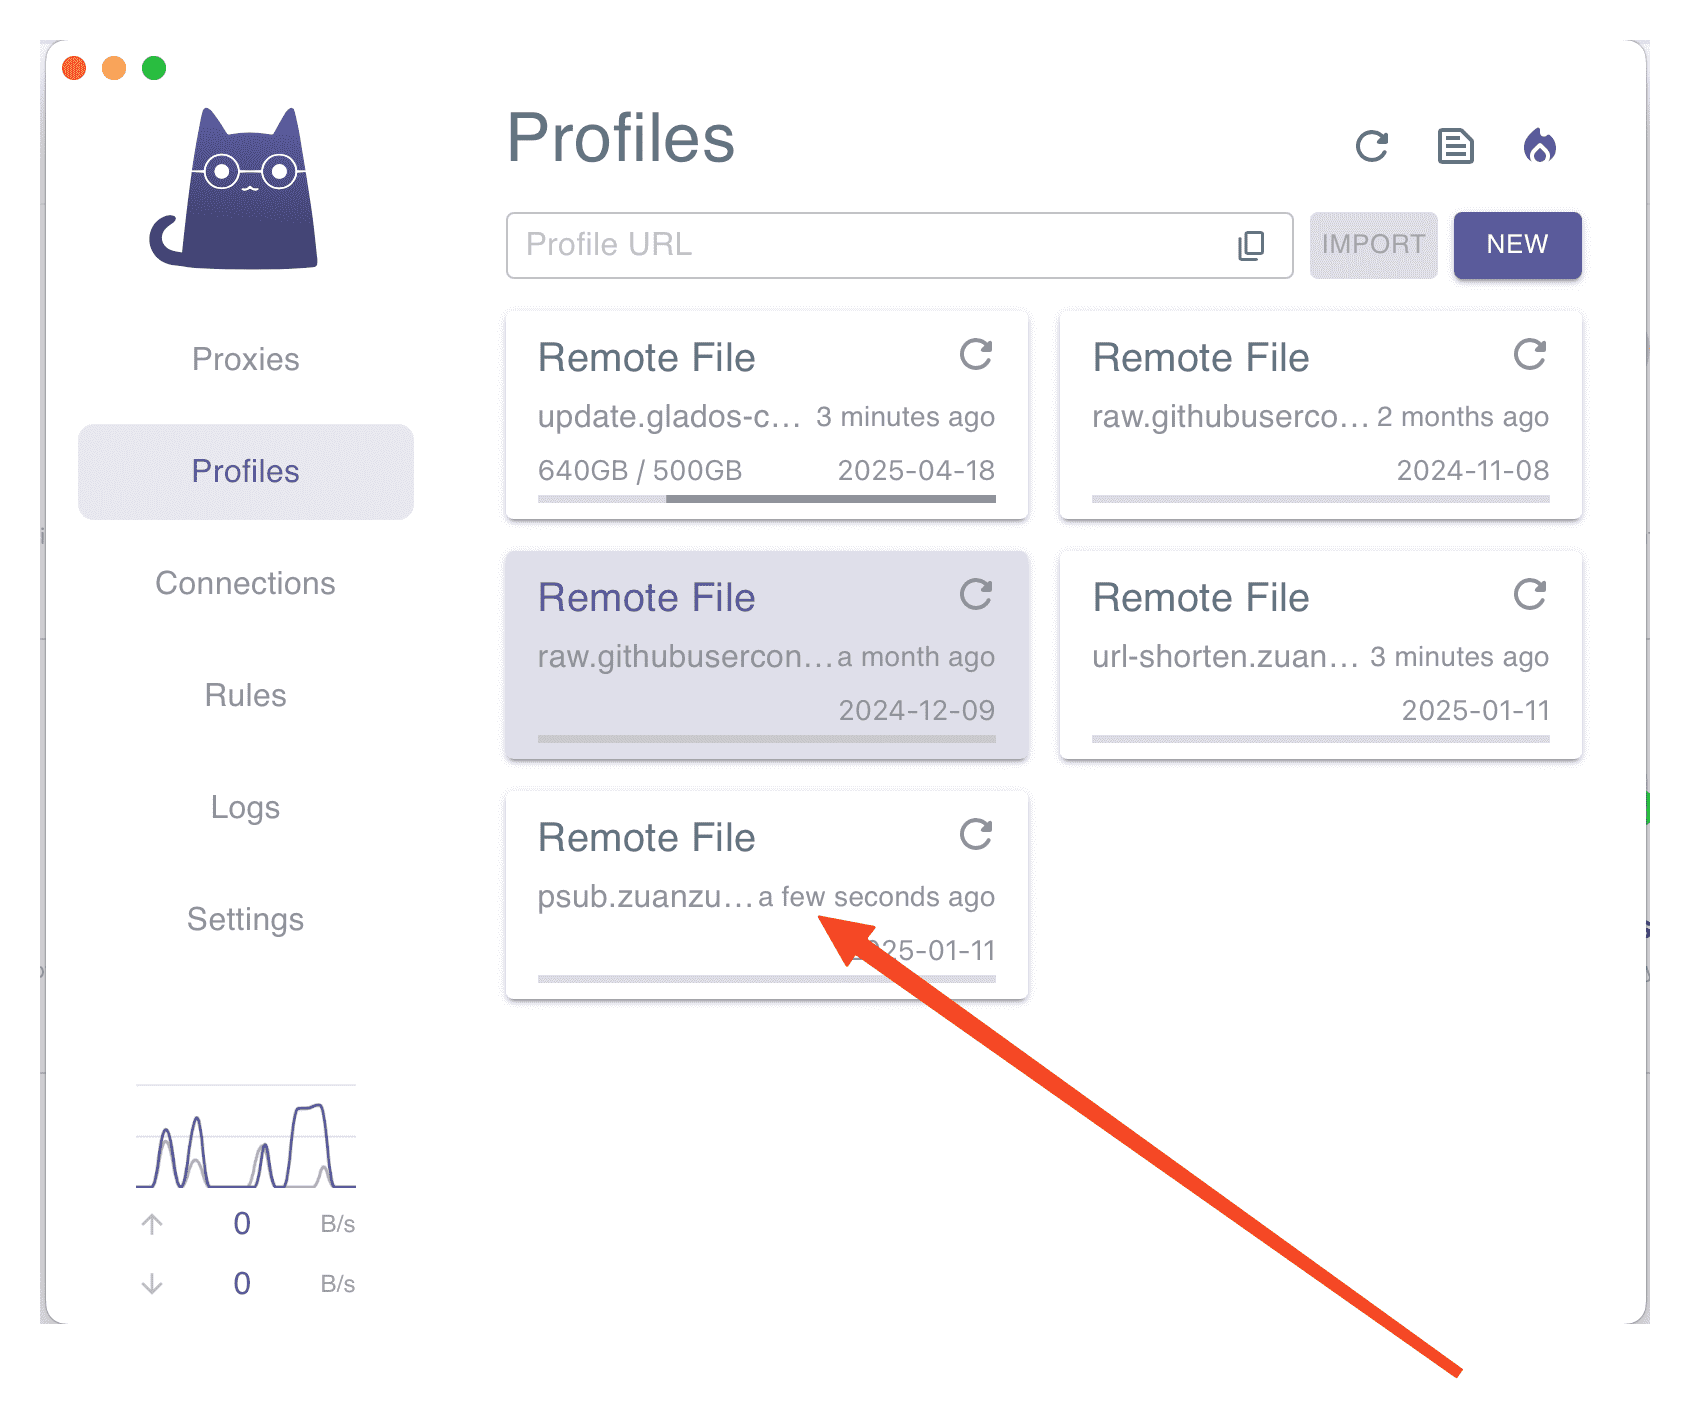 Profiles
Profile URL
IMPORT
NEW
Proxies
Profiles
Connections
Rules
Logs
Settings
0 B/s
0 B/s
Remote File
update.glados-c... 3 minutes ago
640GB / 500GB 2025-04-18
Remote File
raw.githubuserco... 2 months ago
2024-11-08
Remote File
raw.githubusercon... a month ago
2024-12-09
Remote File
url-shorten.zuan... 3 minutes ago
2025-01-11
Remote File
psub.zuanzu... a few seconds ago
25-01-11